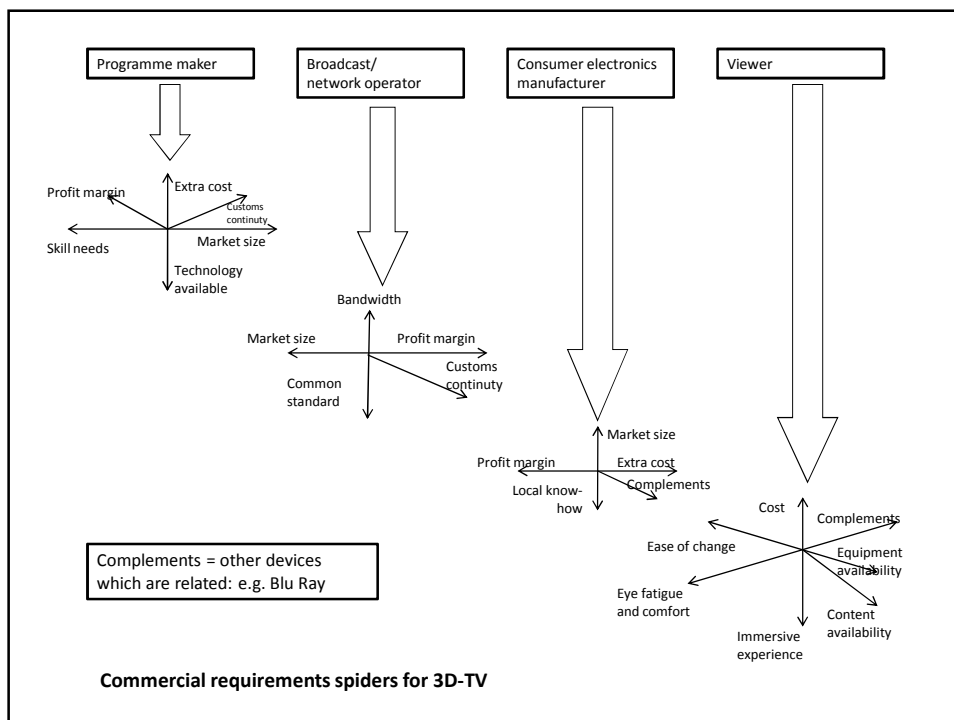 Programme maker
Broadcast/
network operator
Consumer electronics
manufacturer
Viewer
Profit margin
Extra cost
Customs
continuty
Skill needs
Market size
Technology
available
Bandwidth
Market size
Profit margin
Customs
continuty
Common
standard
Market size
Profit margin
Extra cost
Complements
Local know-
how
Cost
Complements
Ease of change
Equipment
availability
Eye fatigue
and comfort
Content
availability
Immersive
experience
Complements = other devices
which are related: e.g. Blu Ray
Commercial requirements spiders for 3D-TV